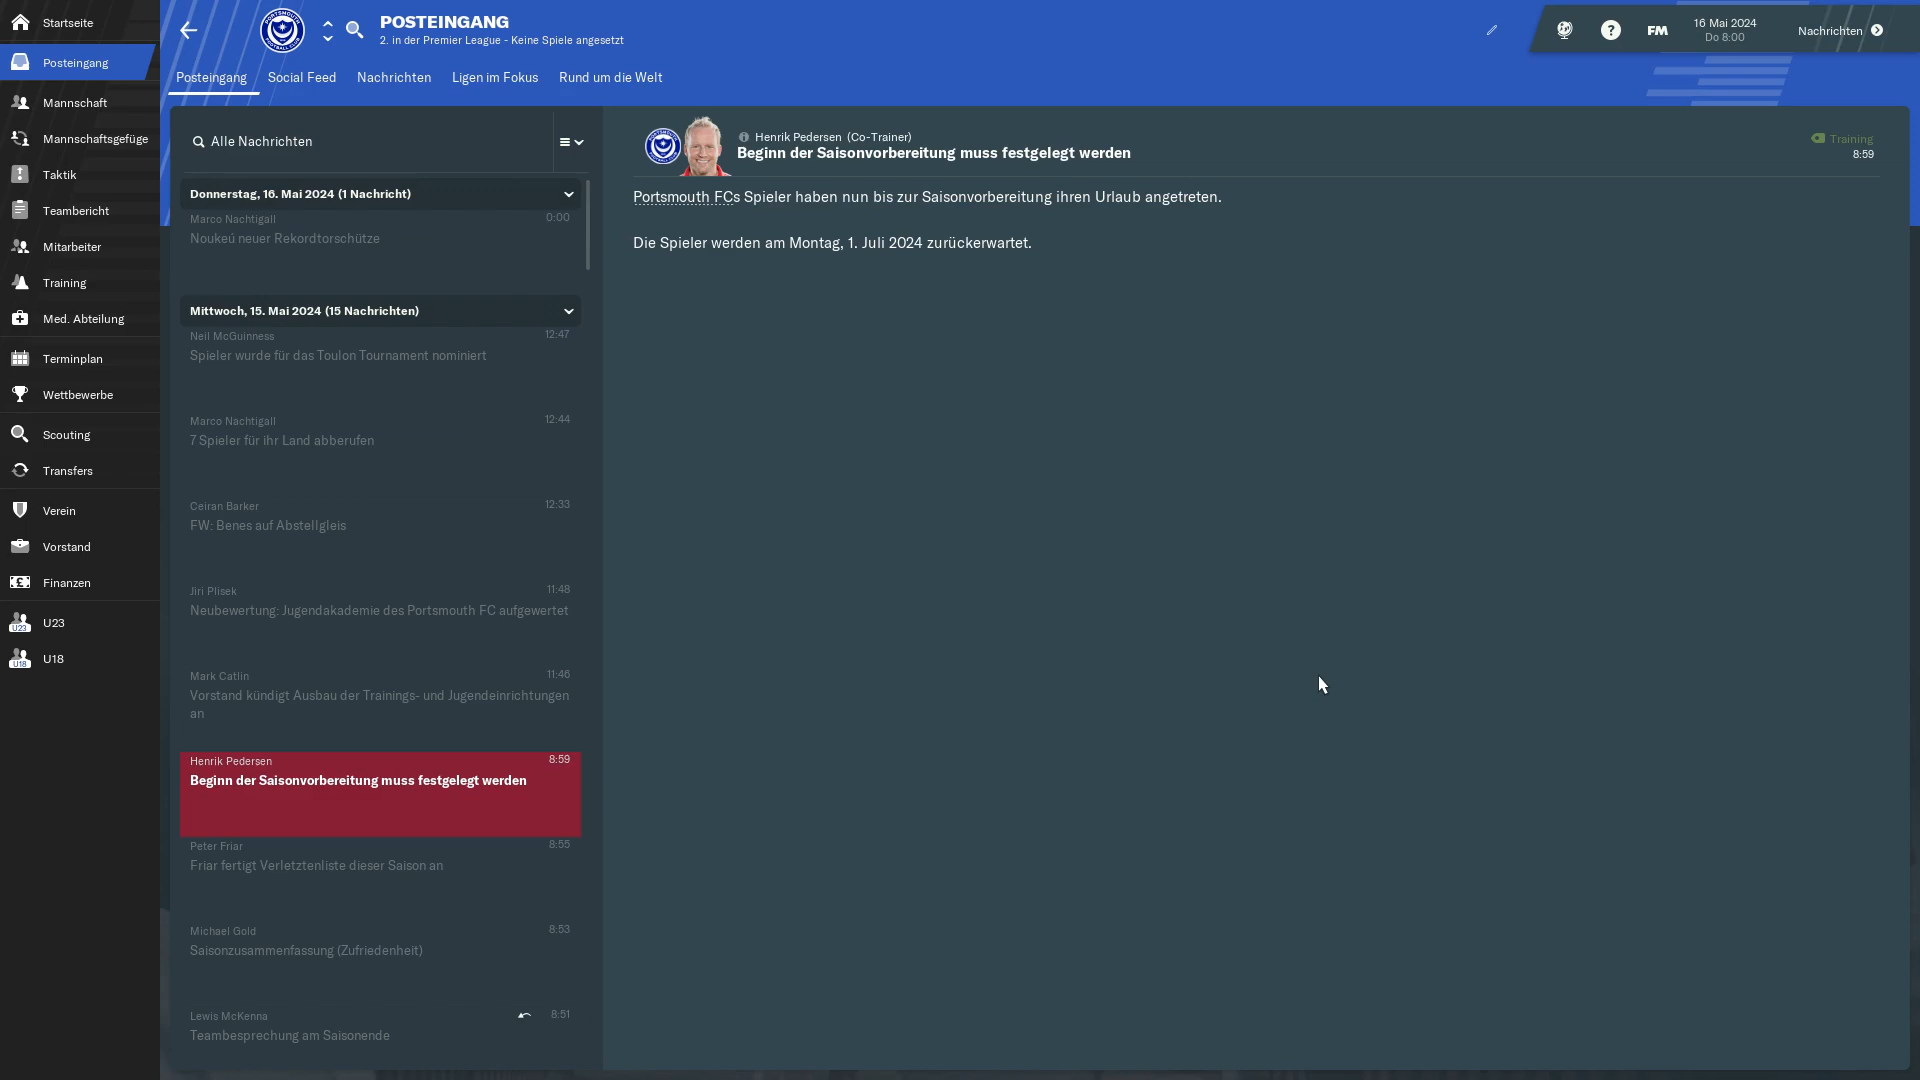 Startseite
Posteingang
Mannschaft
Mannschaftsgefüge
Taktik
Teambericht
Mitarbeiter
Training
Med. Abteilung
Terminplan
Wettbewerbe
Scouting
Transfers
Verein
Vorstand
Finanzen
U23
U23
U18
U18
POSTEINGANG
2. in der Premier League - Keine Spiele angesetzt
FM
16 Mai 2024
Do 8:00
Nachrichten
Posteingang Social Feed Nachrichten Ligen im Fokus Rund um die Welt
Alle Nachrichten
Donnerstag, 16. Mai 2024 (1 Nachricht)
Marco Nachtigall 0:00
Noukeú neuer Rekordtorschütze
Mittwoch, 15. Mai 2024 (15 Nachrichten)
Neil McGuinness 12:47
Spieler wurde für das Toulon Tournament nominiert
Marco Nachtigall 12:44
7 Spieler für ihr Land abberufen
Ceiran Barker 12:33
FW: Benes auf Abstellgleis
Jiri Plisek 11:48
Neubewertung: Jugendakademie des Portsmouth FC aufgewertet
Mark Catlin 11:46
Vorstand kündigt Ausbau der Trainings- und Jugendeinrichtungen
an
Henrik Pedersen 8:59
Beginn der Saisonvorbereitung muss festgelegt werden
Peter Friar 8:55
Friar fertigt Verletztenliste dieser Saison an
Michael Gold 8:53
Saisonzusammenfassung (Zufriedenheit)
Lewis McKenna 8:51
Teambesprechung am Saisonende
Henrik Pedersen (Co-Trainer)
Beginn der Saisonvorbereitung muss festgelegt werden
Training
8:59
Portsmouth FCs Spieler haben nun bis zur Saisonvorbereitung ihren Urlaub angetreten.
Die Spieler werden am Montag, 1. Juli 2024 zurückerwartet.